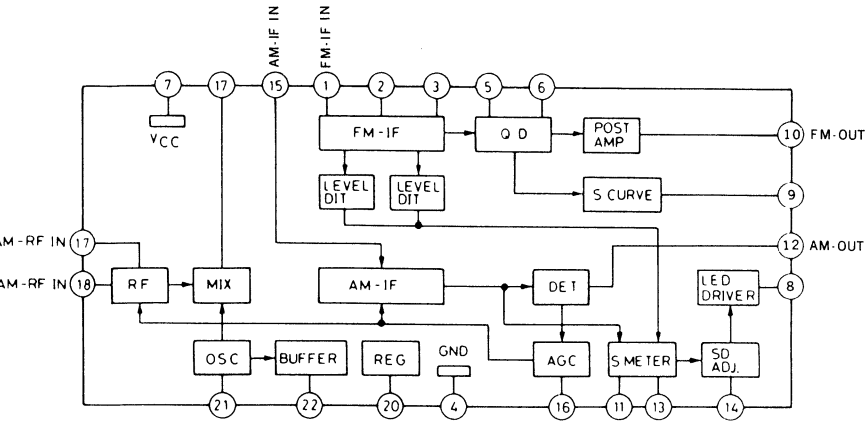 AM-IF IN
FM-IF IN
7
17
15
1
2
3
5
6
VCC
FM-IF
Q D
POST
AMP
10 FM-OUT
LEVEL
DIT
LEVEL
DIT
S CURVE
9
AM-RF IN 17
12 AM-OUT
AM-RF IN 18
RF
MIX
AM-IF
DET
LED
DRIVER
8
OSC
BUFFER
REG
GND
AGC
S METER
SD
ADJ.
21
22
20
4
16
11
13
14